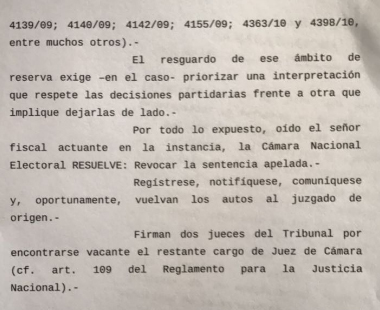 4139/09; 4140/09; 4142/09; 4155/09; 4363/10 y 4398/10,
entre muchos otros).-
El resguardo de ese ámbito de
reserva exige –en el caso- priorizar una interpretación
que respete las decisiones partidarias frente a otra que
implique dejarlas de lado.-
Por todo lo expuesto, oído el señor
fiscal actuante en la instancia, la Cámara Nacional
Electoral RESUELVE: Revocar la sentencia apelada.-
Regístrese, notifíquese, comuníquese
y, oportunamente, vuelvan los autos al juzgado de
origen.-
Firman dos jueces del Tribunal por
encontrarse vacante el restante cargo de Juez de Cámara
(cf. art. 109 del Reglamento para la Justicia
Nacional).-